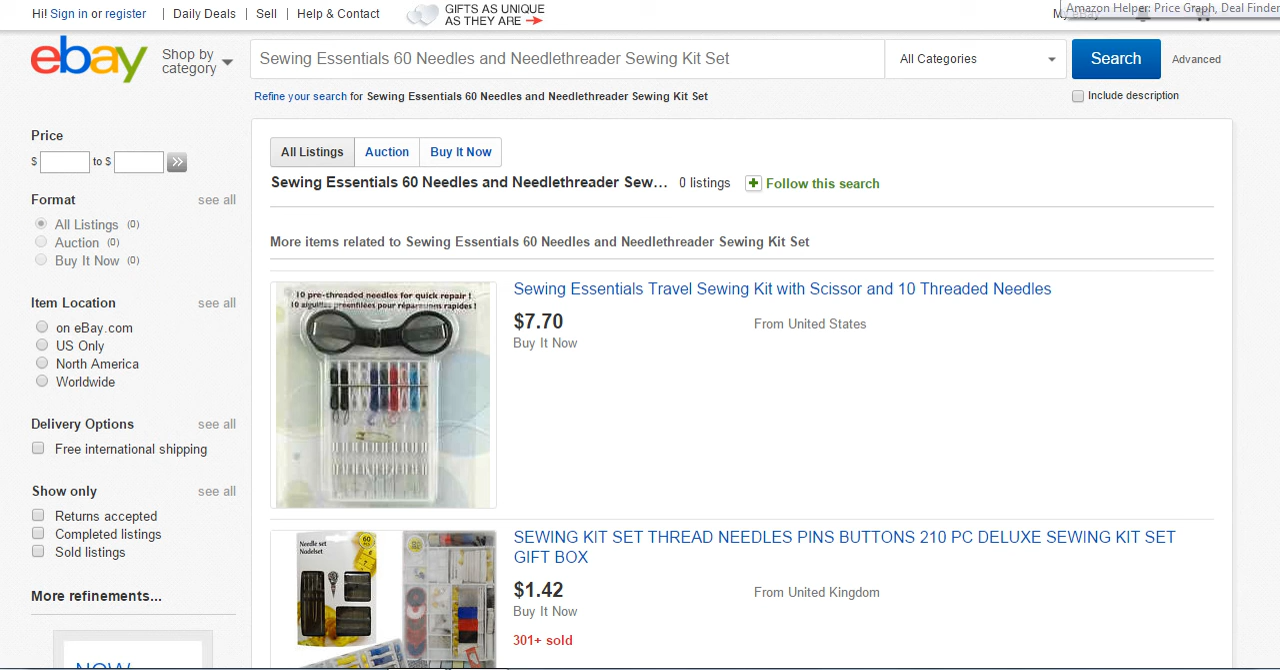 Hi! Sign in or register | Daily Deals | Sell | Help & Contact
GIFTS AS UNIQUE
AS THEY ARE
My eBay
Amazon Helper: Price Graph, Deal Finder
ebay
Shop by
category
Sewing Essentials 60 Needles and Needlethreader Sewing Kit Set
All Categories
Search
Advanced
Refine your search for Sewing Essentials 60 Needles and Needlethreader Sewing Kit Set
Include description
Price
$ to $
Format see all
All Listings (0)
Auction (0)
Buy It Now (0)
Item Location see all
on eBay.com
US Only
North America
Worldwide
Delivery Options see all
Free international shipping
Show only see all
Returns accepted
Completed listings
Sold listings
More refinements...
NOW
All Listings Auction Buy It Now
Sewing Essentials 60 Needles and Needlethreader Sew... 0 listings Follow this search
More items related to Sewing Essentials 60 Needles and Needlethreader Sewing Kit Set
10 pre-threaded needles for quick repair !
10 aiguilles préenfilées pour réparations rapides !
Sewing Essentials Travel Sewing Kit with Scissor and 10 Threaded Needles
$7.70 From United States
Buy It Now
Needle set
Nadelset
60
SEWING KIT SET THREAD NEEDLES PINS BUTTONS 210 PC DELUXE SEWING KIT SET
GIFT BOX
$1.42 From United Kingdom
Buy It Now
301+ sold